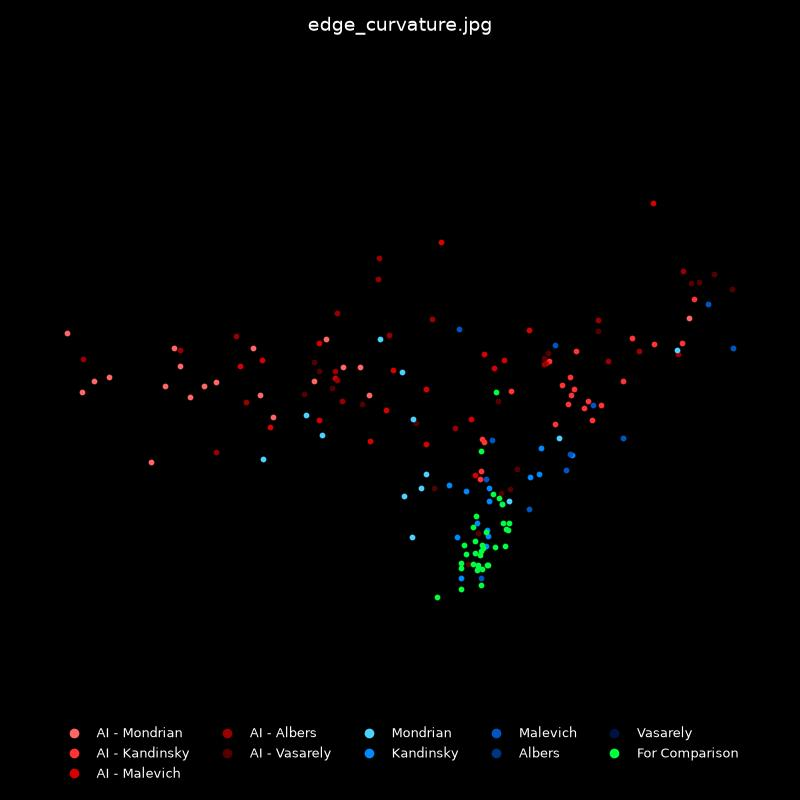 edge_curvature.jpg
AI - Mondrian
AI - Albers
Mondrian
Malevich
Vasarely
AI - Kandinsky
AI - Vasarely
Kandinsky
Albers
For Comparison
AI - Malevich